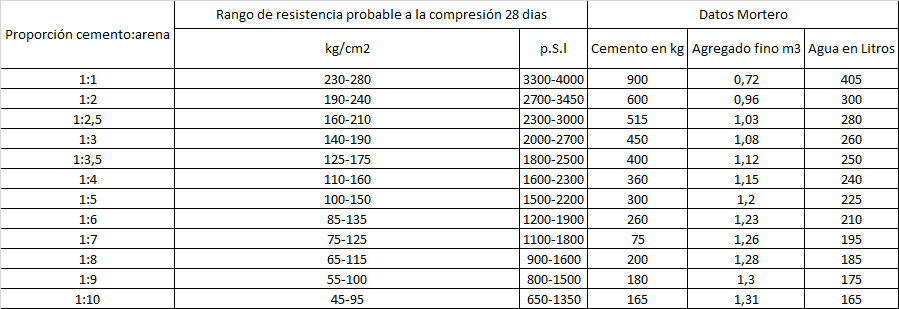 Proporción cemento:arena Rango de resistencia probable a la compresión 28 dias Datos Mortero
kg/cm2 p.S.I Cemento en kg Agregado fino m3 Agua en Litros
1:1 230-280 3300-4000 900 0,72 405
1:2 190-240 2700-3450 600 0,96 300
1:2,5 160-210 2300-3000 515 1,03 280
1:3 140-190 2000-2700 450 1,08 260
1:3,5 125-175 1800-2500 400 1,12 250
1:4 110-160 1600-2300 360 1,15 240
1:5 100-150 1500-2200 300 1,2 225
1:6 85-135 1200-1900 260 1,23 210
1:7 75-125 1100-1800 75 1,26 195
1:8 65-115 900-1600 200 1,28 185
1:9 55-100 800-1500 180 1,3 175
1:10 45-95 650-1350 165 1,31 165